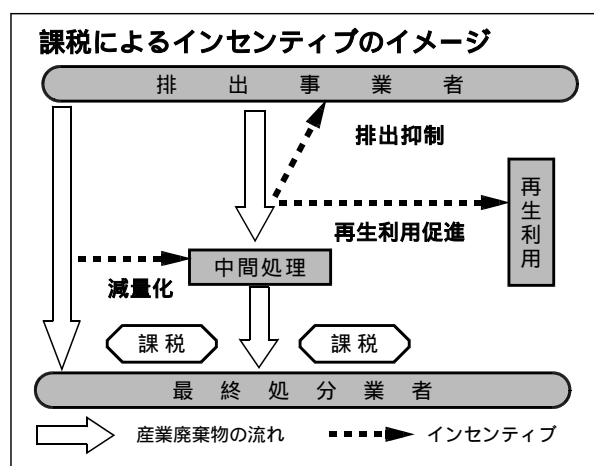 課税によるインセンティブのイメージ
排出事業者
排出抑制
再生利用
再生利用促進
中間処理
減量化
課税
課税
最終処分業者
産業廃棄物の流れ
インセンティブ